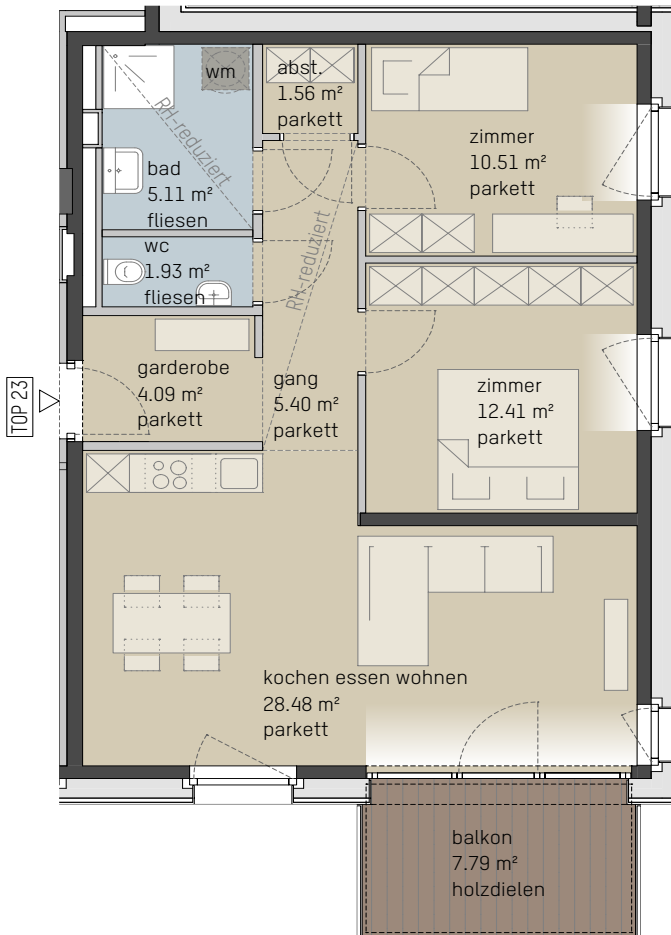 wm
abst.
1.56 m²
parkett
RH-reduziert
bad
5.11 m²
fliesen
zimmer
10.51 m²
parkett
wc
1.93 m²
fliesen
RH-reduziert
garderobe
4.09 m²
parkett
gang
5.40 m²
parkett
zimmer
12.41 m²
parkett
TOP 23
kochen essen wohnen
28.48 m²
parkett
balkon
7.79 m²
holzdielen